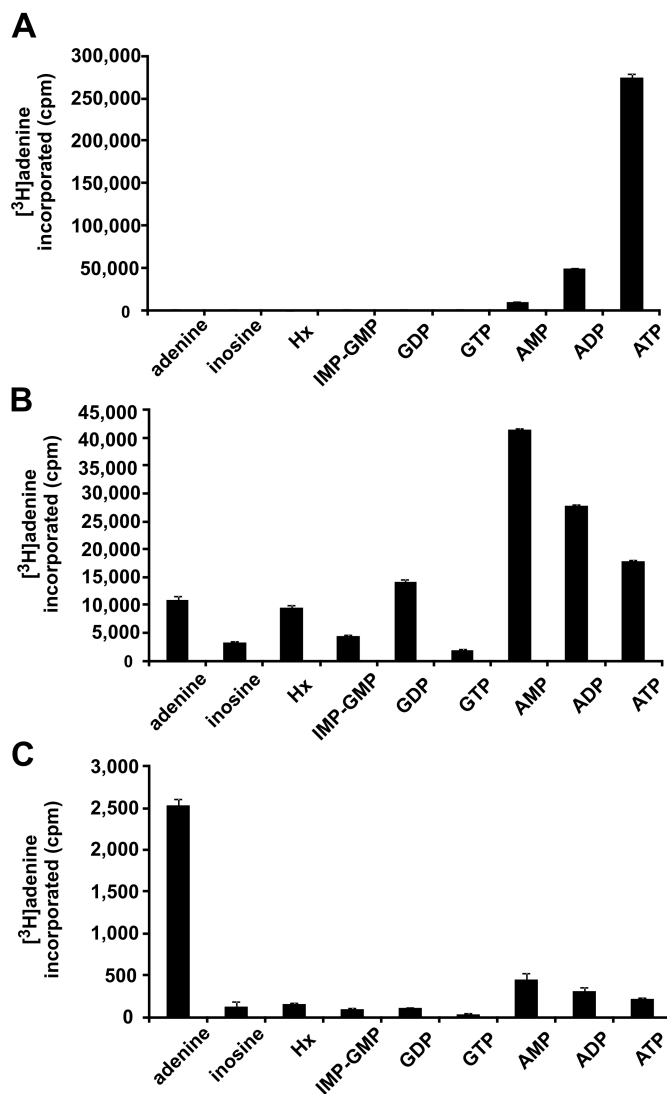 A
[³H]adenine
incorporated (cpm)
300,000
250,000
200,000
150,000
100,000
50,000
0
adenine
inosine
Hx
IMP-GMP
GDP
GTP
AMP
ADP
ATP
B
[³H]adenine
incorporated (cpm)
45,000
40,000
35,000
30,000
25,000
20,000
15,000
10,000
5,000
0
adenine
inosine
Hx
IMP-GMP
GDP
GTP
AMP
ADP
ATP
C
[³H]adenine
incorporated (cpm)
3,000
2,500
2,000
1,500
1,000
500
0
adenine
inosine
Hx
IMP-GMP
GDP
GTP
AMP
ADP
ATP